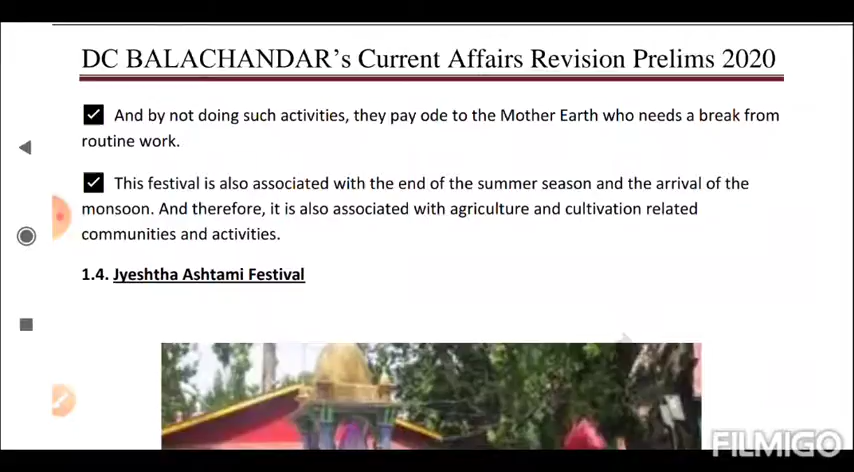 DC BALACHANDAR's Current Affairs Revision Prelims 2020
And by not doing such activities, they pay ode to the Mother Earth who needs a break from
routine work.
This festival is also associated with the end of the summer season and the arrival of the
monsoon. And therefore, it is also associated with agriculture and cultivation related
communities and activities.
1.4. Jyeshtha Ashtami Festival
FILMIGO